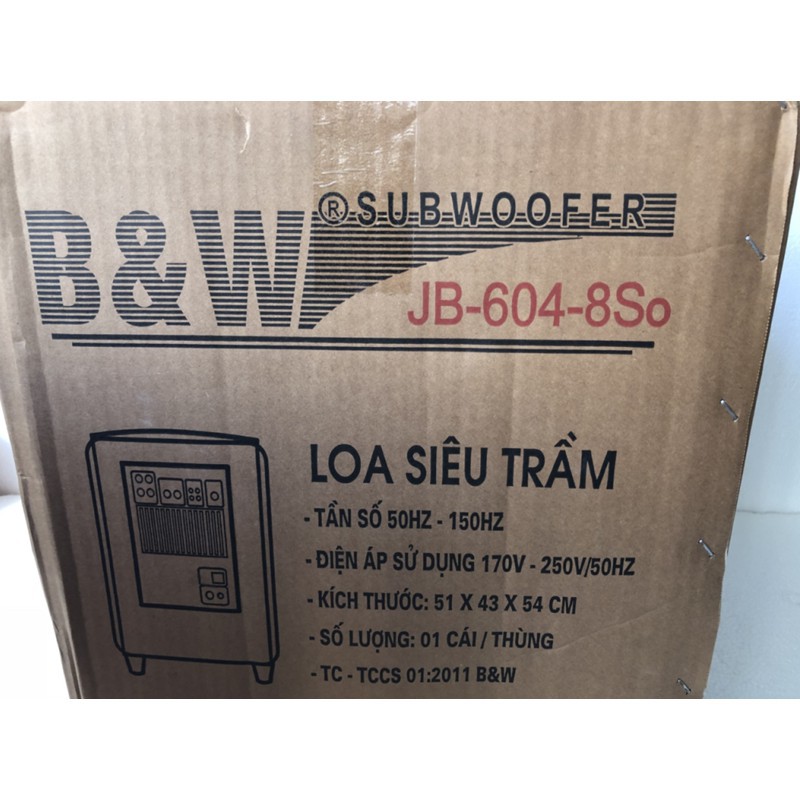 B&W ® SUBWOOFER
JB-604-8So
LOA SIÊU TRẦM
- TẦN SỐ 50HZ - 150HZ
- ĐIỆN ÁP SỬ DỤNG 170V - 250V/50HZ
- KÍCH THƯỚC: 51 X 43 X 54 CM
- SỐ LƯỢNG: 01 CÁI / THÙNG
- TC - TCCS 01:2011 B&W